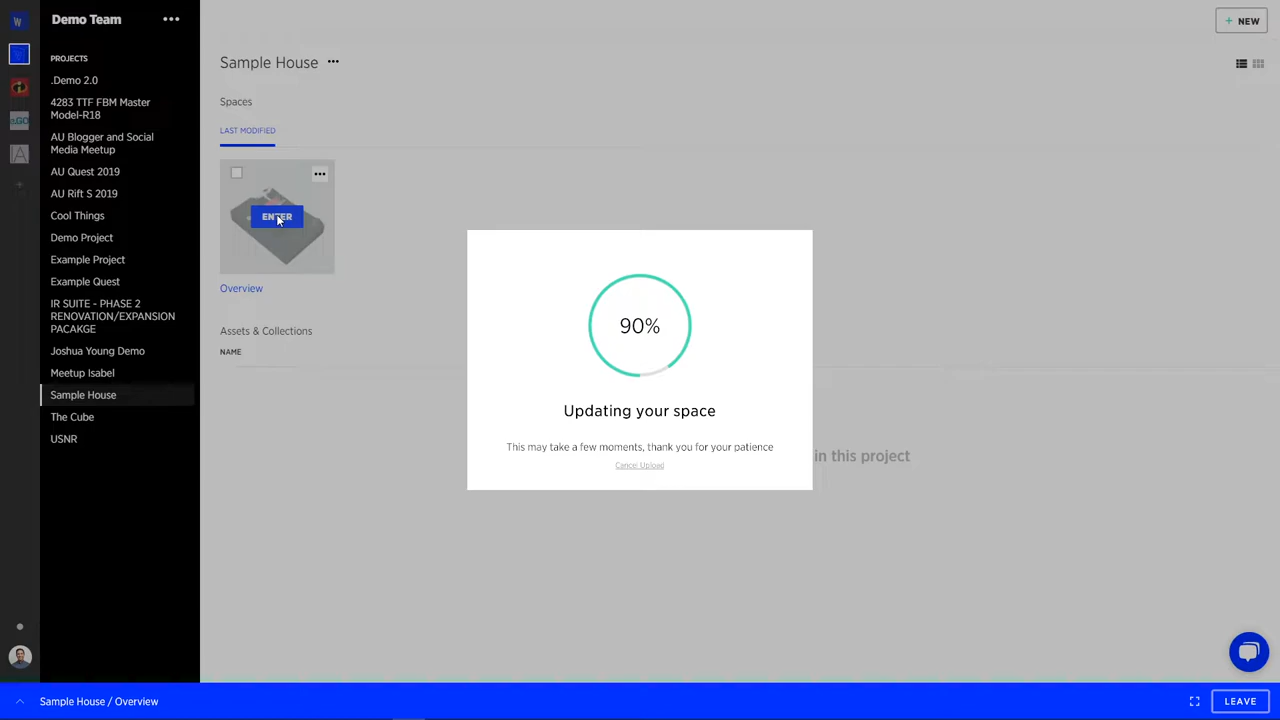 W
Demo Team
+ NEW
PROJECTS
.Demo 2.0
4283 TTF FBM Master
Model-R18
AU Blogger and Social
Media Meetup
AU Quest 2019
AU Rift S 2019
Cool Things
Demo Project
Example Project
Example Quest
IR SUITE - PHASE 2
RENOVATION/EXPANSION
PACAKGE
Joshua Young Demo
Meetup Isabel
Sample House
The Cube
USNR
Sample House
Spaces
LAST MODIFIED
ENTER
Overview
Assets & Collections
NAME
90%
Updating your space
This may take a few moments, thank you for your patience
Cancel Upload
in this project
Sample House / Overview
LEAVE